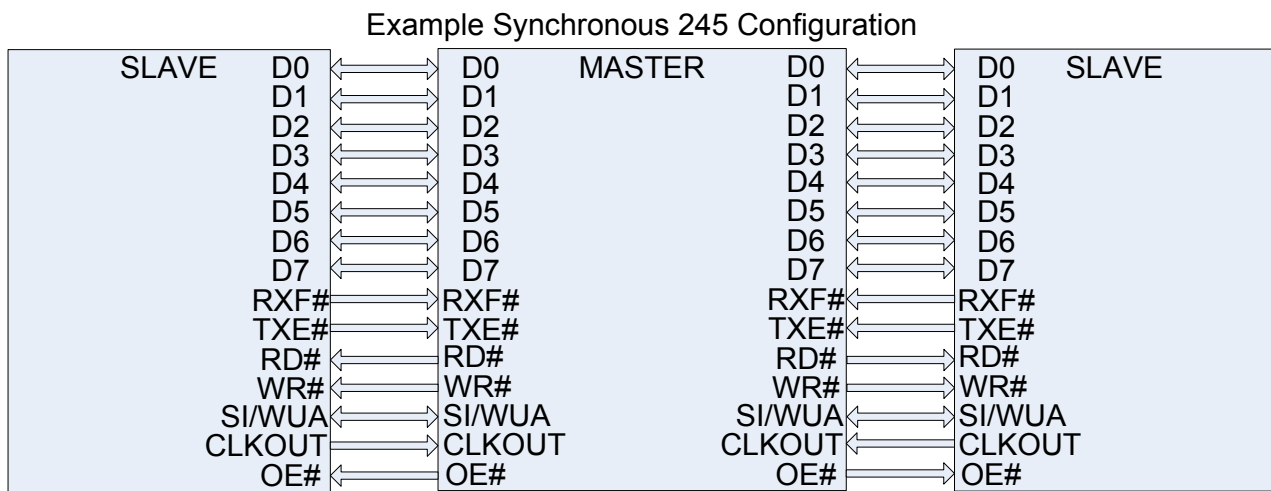 Example Synchronous 245 Configuration
SLAVE D0 D0 MASTER D0 D0 SLAVE
D1 D1 D1 D1
D2 D2 D2 D2
D3 D3 D3 D3
D4 D4 D4 D4
D5 D5 D5 D5
D6 D6 D6 D6
D7 D7 D7 D7
RXF# RXF# RXF# RXF#
TXE# TXE# TXE# TXE#
RD# RD# RD# RD#
WR# WR# WR# WR#
SI/WUA SI/WUA SI/WUA SI/WUA
CLKOUT CLKOUT CLKOUT CLKOUT
OE# OE# OE# OE#